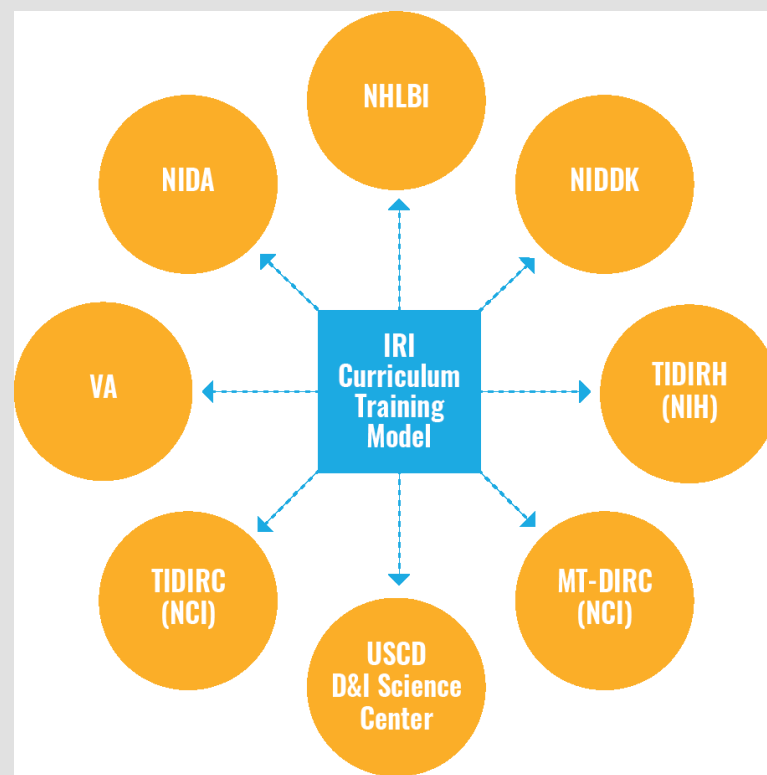 NHLBI
NIDA
NIDDK
IRI
Curriculum
Training
Model
VA
TIDIRH
(NIH)
TIDIRC
(NCI)
MT-DIRC
(NCI)
USCD
D&I Science
Center